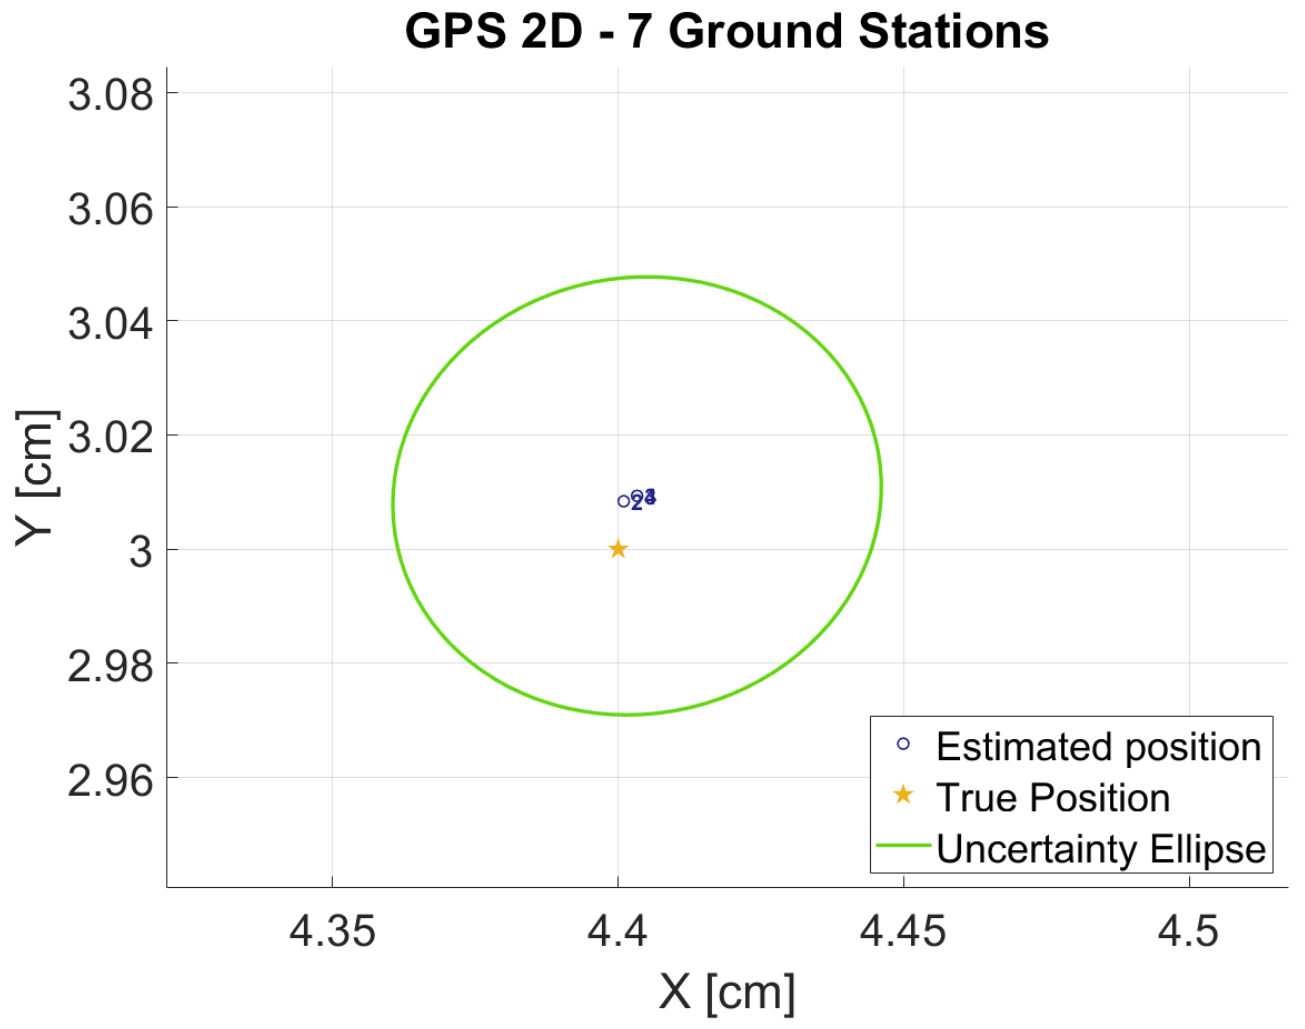 GPS 2D - 7 Ground Stations
3.08
3.06
3.04
3.02
3
2.98
2.96
Y [cm]
2
4.35
4.4
4.45
4.5
X [cm]
Estimated position
True Position
Uncertainty Ellipse